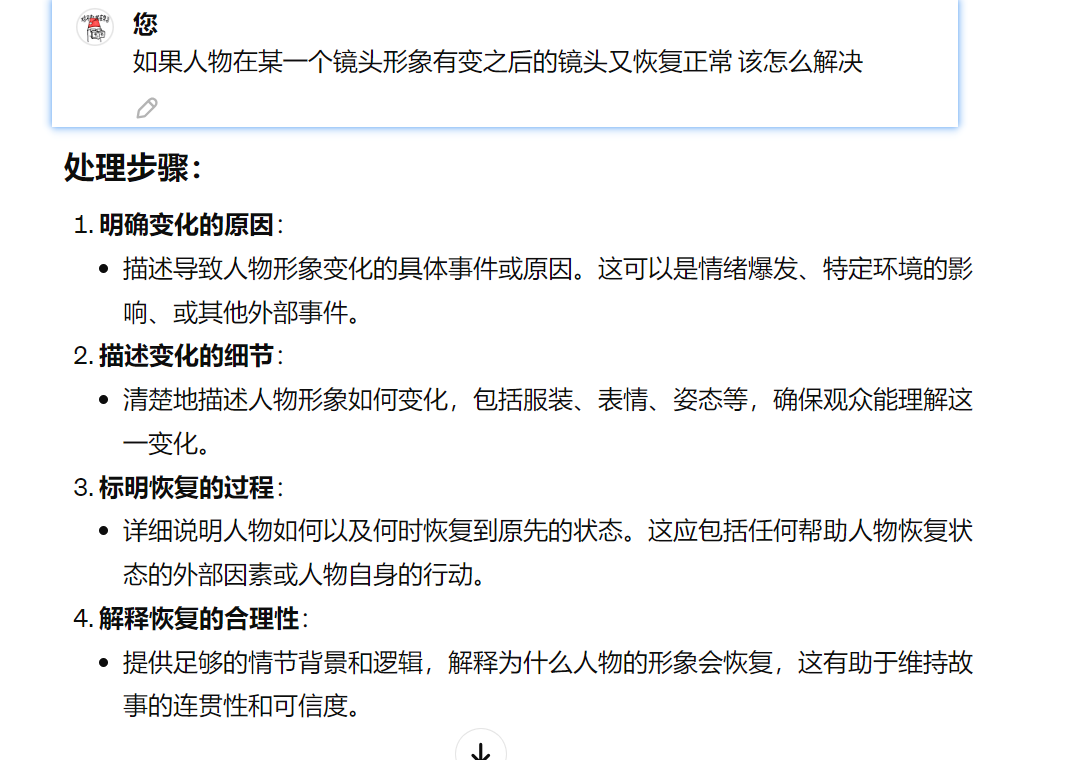 您
如果人物在某一个镜头形象有变之后的镜头又恢复正常 该怎么解决
处理步骤：
1. 明确变化的原因：
• 描述导致人物形象变化的具体事件或原因。这可以是情绪爆发、特定环境的影
响、或其他外部事件。
2. 描述变化的细节：
• 清楚地描述人物形象如何变化，包括服装、表情、姿态等，确保观众能理解这
一变化。
3. 标明恢复的过程：
• 详细说明人物如何以及何时恢复到原先的状态。这应包括任何帮助人物恢复状
态的外部因素或人物自身的行动。
4. 解释恢复的合理性：
• 提供足够的情节背景和逻辑，解释为什么人物的形象会恢复，这有助于维持故
事的连贯性和可信度。